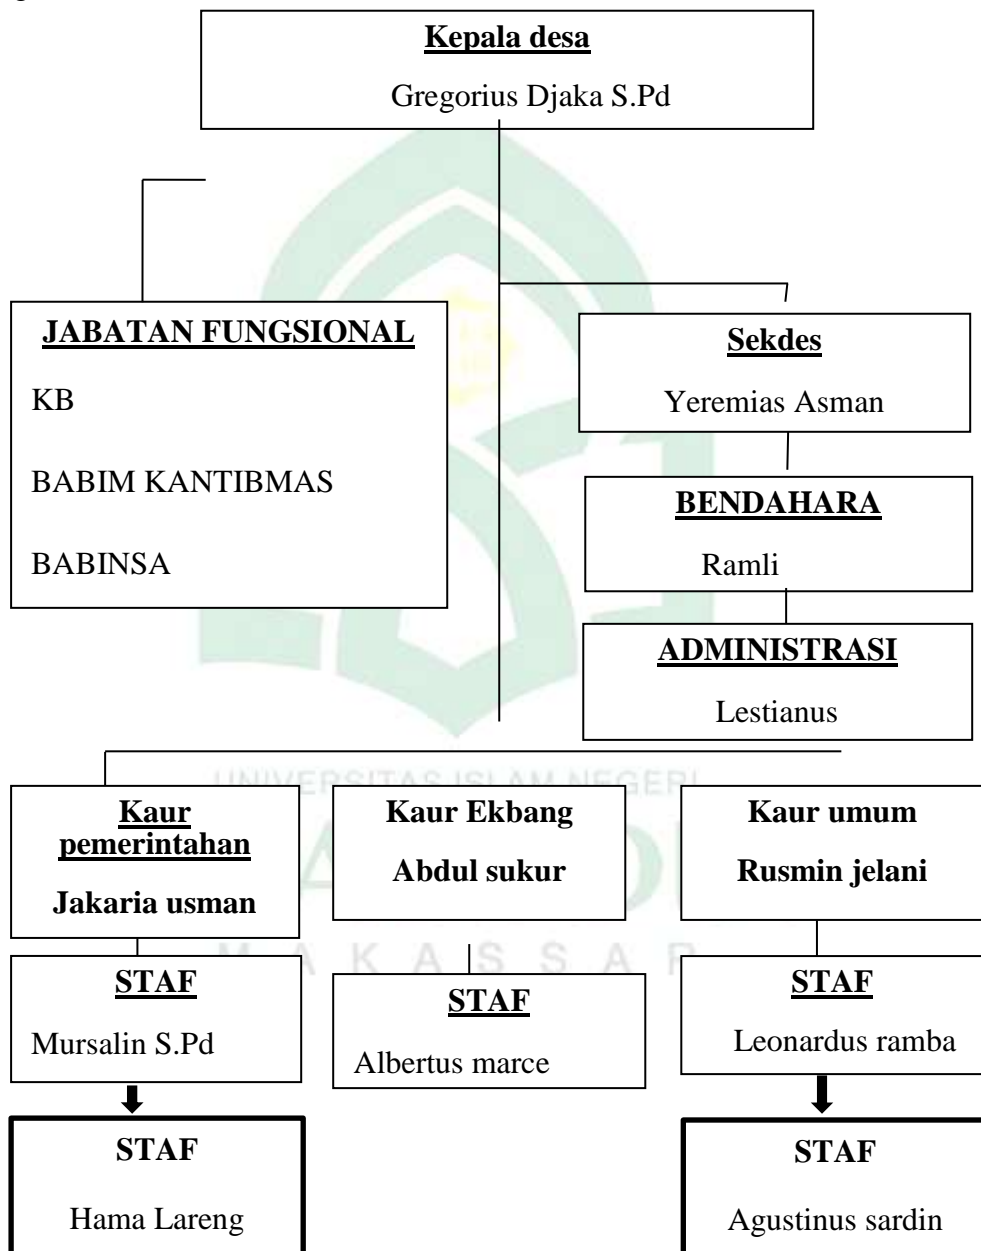 Kepala desa
Gregorius Djaka S.Pd
JABATAN FUNGSIONAL
KB
BABIM KANTIBMAS
BABINSA
Sekdes
Yeremias Asman
BENDAHARA
Ramli
ADMINISTRASI
Lestianus
UNIVERSITAS ISLAM NEGERI
Kaur
pemerintahan
Jakaria usman
Kaur Ekbang
Abdul sukur
Kaur umum
Rusmin jelani
MAKASSAR
STAF
Mursalin S.Pd
STAF
Albertus marce
STAF
Leonardus ramba
STAF
Hama Lareng
STAF
Agustinus sardin